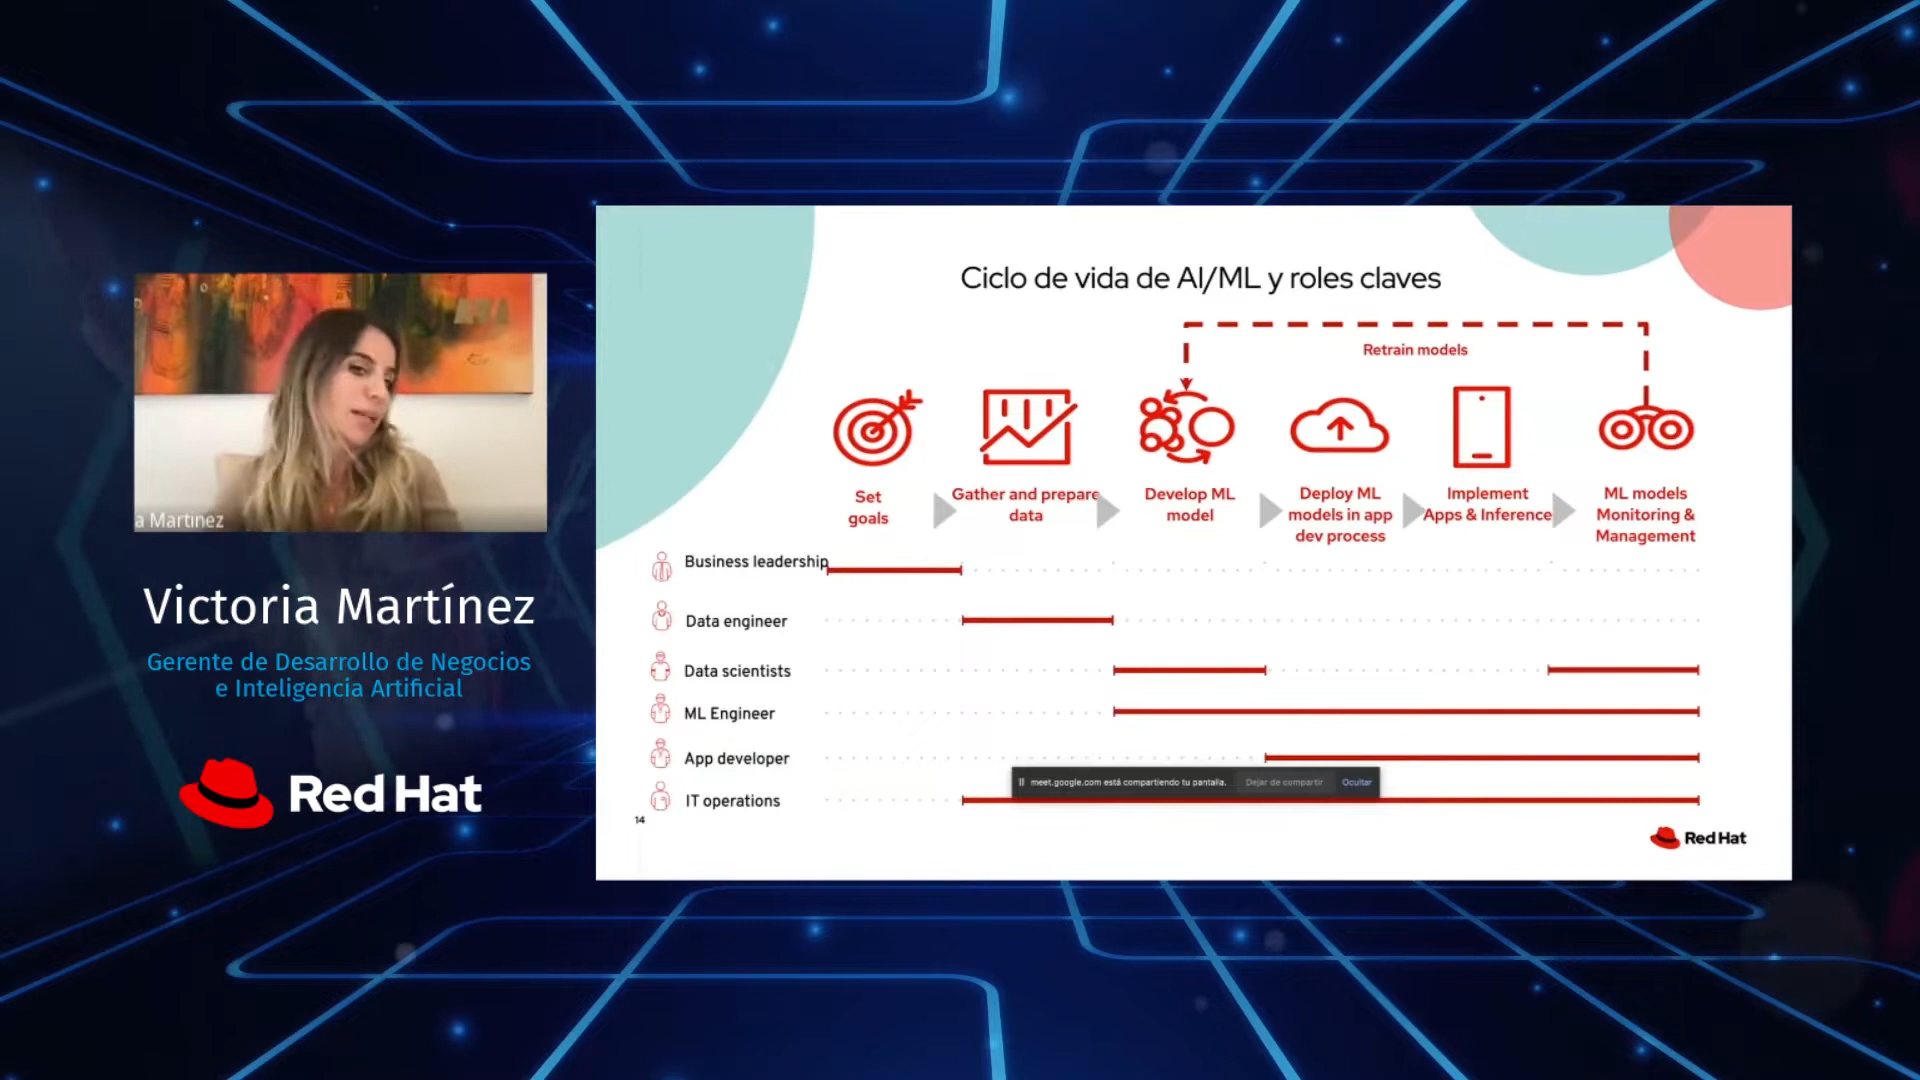 a Martinez
Victoria Martínez
Gerente de Desarrollo de Negocios
e Inteligencia Artificial
Red Hat
Ciclo de vida de AI/ML y roles claves
Retrain models
Set
goals
Gather and prepare
data
Develop ML
model
Deploy ML
models in app
dev process
Implement
Apps & Inference
ML models
Monitoring &
Management
Business leadership
Data engineer
Data scientists
ML Engineer
App developer
meet.google.com está compartiendo tu pantalla. Dejar de compartir Ocultar
IT operations
14
Red Hat